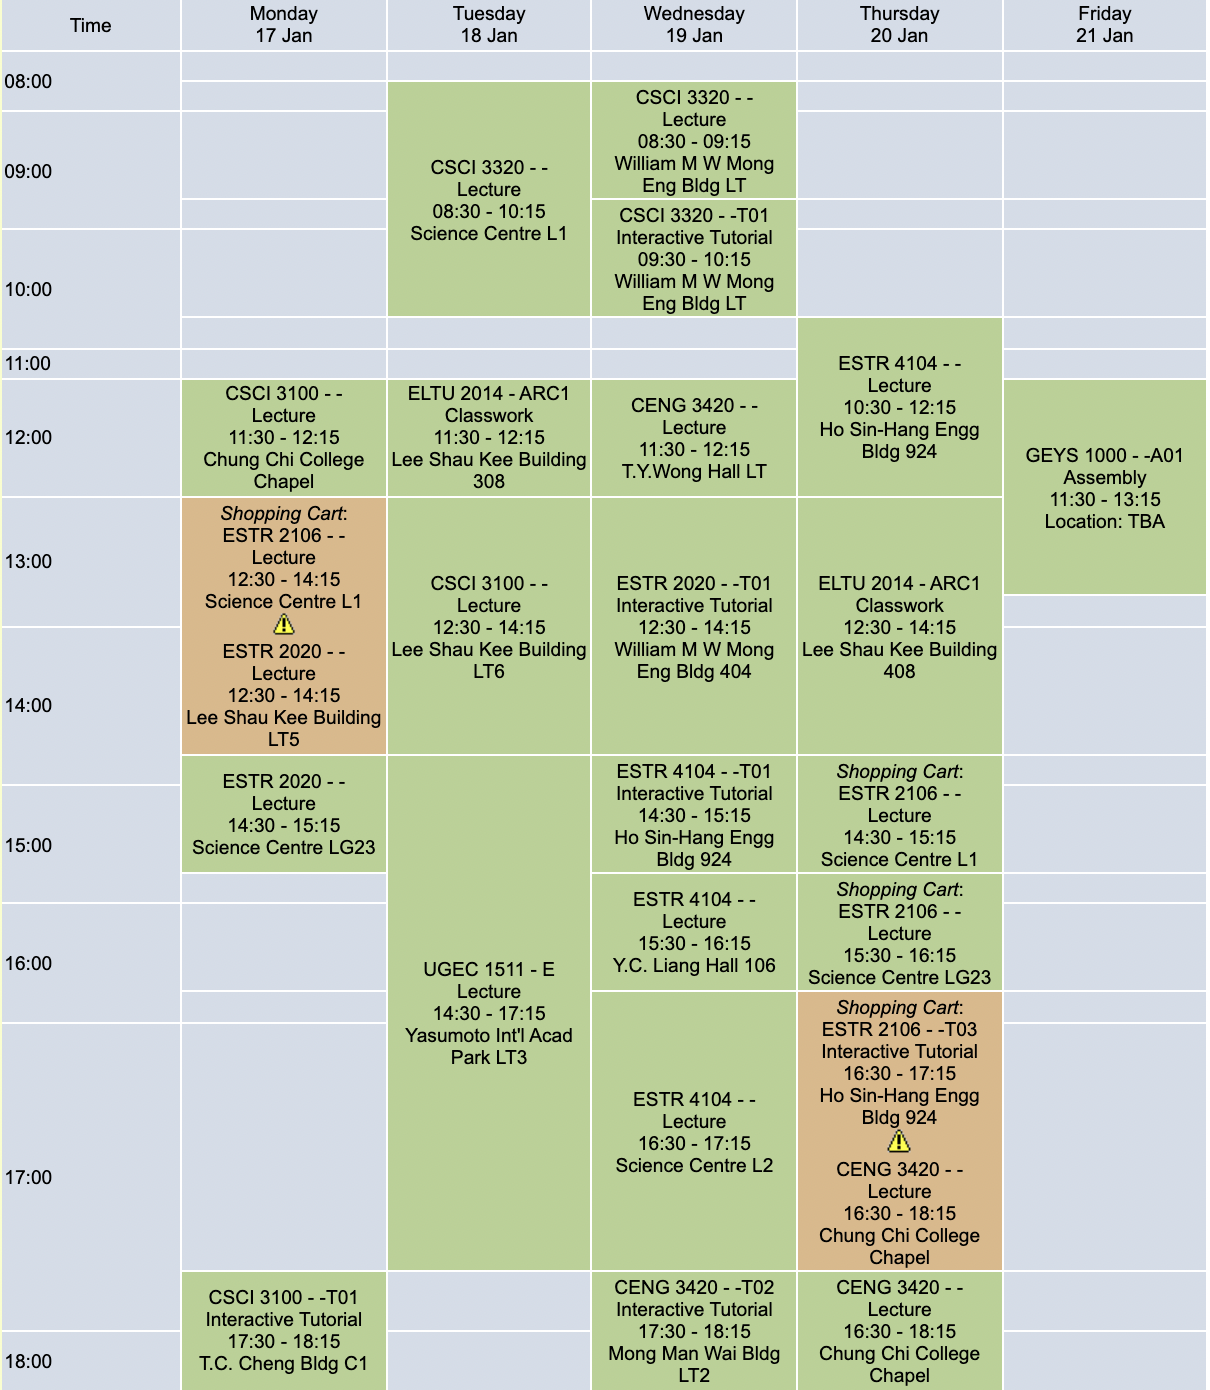 Time
Monday
17 Jan
Tuesday
18 Jan
Wednesday
19 Jan
Thursday
20 Jan
Friday
21 Jan
08:00
CSCI 3320 - -
Lecture
08:30 - 10:15
Science Centre L1
CSCI 3320 - -
Lecture
08:30 - 09:15
William M W Mong
Eng Bldg LT
09:00
CSCI 3320 - -T01
Interactive Tutorial
09:30 - 10:15
William M W Mong
Eng Bldg LT
10:00
ESTR 4104 - -
Lecture
10:30 - 12:15
Ho Sin-Hang Engg
Bldg 924
11:00
CSCI 3100 - -
Lecture
11:30 - 12:15
Chung Chi College
Chapel
ELTU 2014 - ARC1
Classwork
11:30 - 12:15
Lee Shau Kee Building
308
CENG 3420 - -
Lecture
11:30 - 12:15
T.Y.Wong Hall LT
GEYS 1000 - -A01
Assembly
11:30 - 13:15
Location: TBA
12:00
Shopping Cart:
ESTR 2106 - -
Lecture
12:30 - 14:15
Science Centre L1
ESTR 2020 - -
Lecture
12:30 - 14:15
Lee Shau Kee Building
LT5
CSCI 3100 - -
Lecture
12:30 - 14:15
Lee Shau Kee Building
LT6
ESTR 2020 - -T01
Interactive Tutorial
12:30 - 14:15
William M W Mong
Eng Bldg 404
ELTU 2014 - ARC1
Classwork
12:30 - 14:15
Lee Shau Kee Building
408
13:00
14:00
ESTR 2020 - -
Lecture
14:30 - 15:15
Science Centre LG23
UGEC 1511 - E
Lecture
14:30 - 17:15
Yasumoto Int'l Acad
Park LT3
ESTR 4104 - -T01
Interactive Tutorial
14:30 - 15:15
Ho Sin-Hang Engg
Bldg 924
Shopping Cart:
ESTR 2106 - -
Lecture
14:30 - 15:15
Science Centre L1
15:00
ESTR 4104 - -
Lecture
15:30 - 16:15
Y.C. Liang Hall 106
Shopping Cart:
ESTR 2106 - -
Lecture
15:30 - 16:15
Science Centre LG23
16:00
ESTR 4104 - -
Lecture
16:30 - 17:15
Science Centre L2
Shopping Cart:
ESTR 2106 - -T03
Interactive Tutorial
16:30 - 17:15
Ho Sin-Hang Engg
Bldg 924
CENG 3420 - -
Lecture
16:30 - 18:15
Chung Chi College
Chapel
17:00
CSCI 3100 - -T01
Interactive Tutorial
17:30 - 18:15
T.C. Cheng Bldg C1
CENG 3420 - -T02
Interactive Tutorial
17:30 - 18:15
Mong Man Wai Bldg
LT2
CENG 3420 - -
Lecture
16:30 - 18:15
Chung Chi College
Chapel
18:00